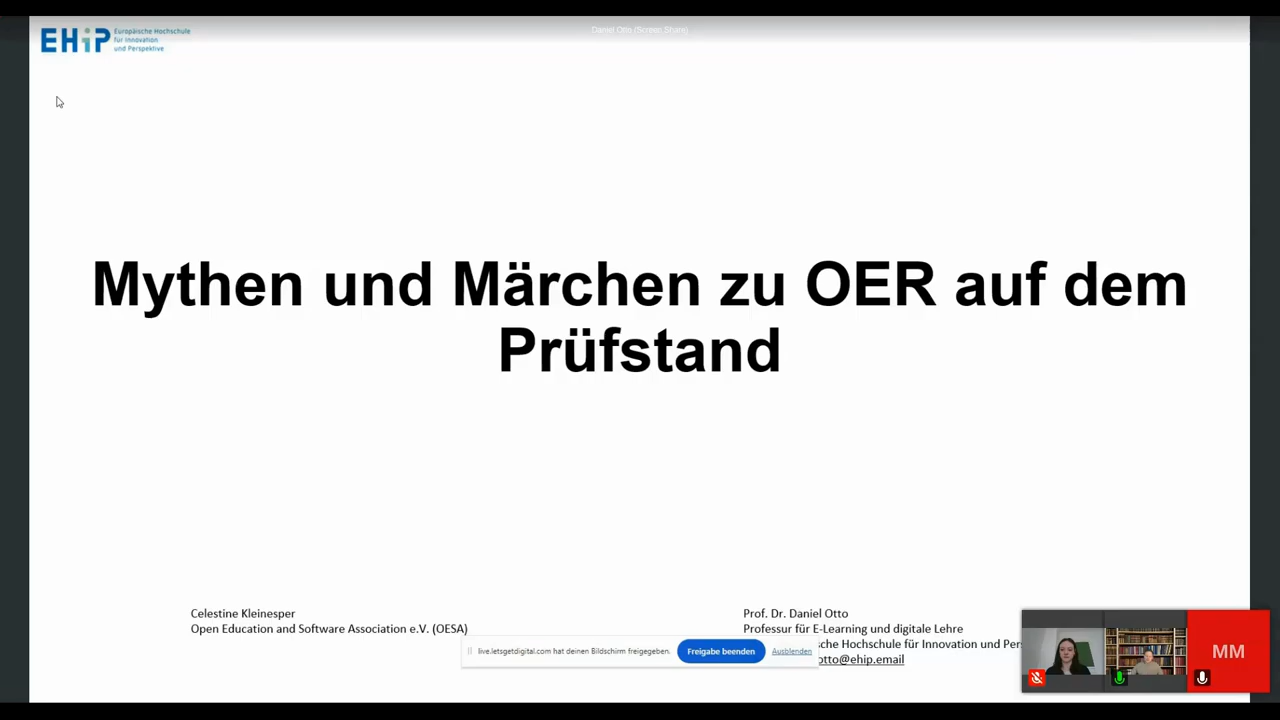 EHiP Europäische Hochschule
für Innovation
und Perspektive
Daniel Otto (Screen Share)
Mythen und Märchen zu OER auf dem
Prüfstand
Celestine Kleinesper
Open Education and Software Association e.V. (OESA)
Prof. Dr. Daniel Otto
Professur für E-Learning und digitale Lehre
Hochschule für Innovation und
otto@ehip.email
live.letsgetdigital.com hat deinen Bildschirm freigegeben.
Freigabe beenden
Ausblenden
MM